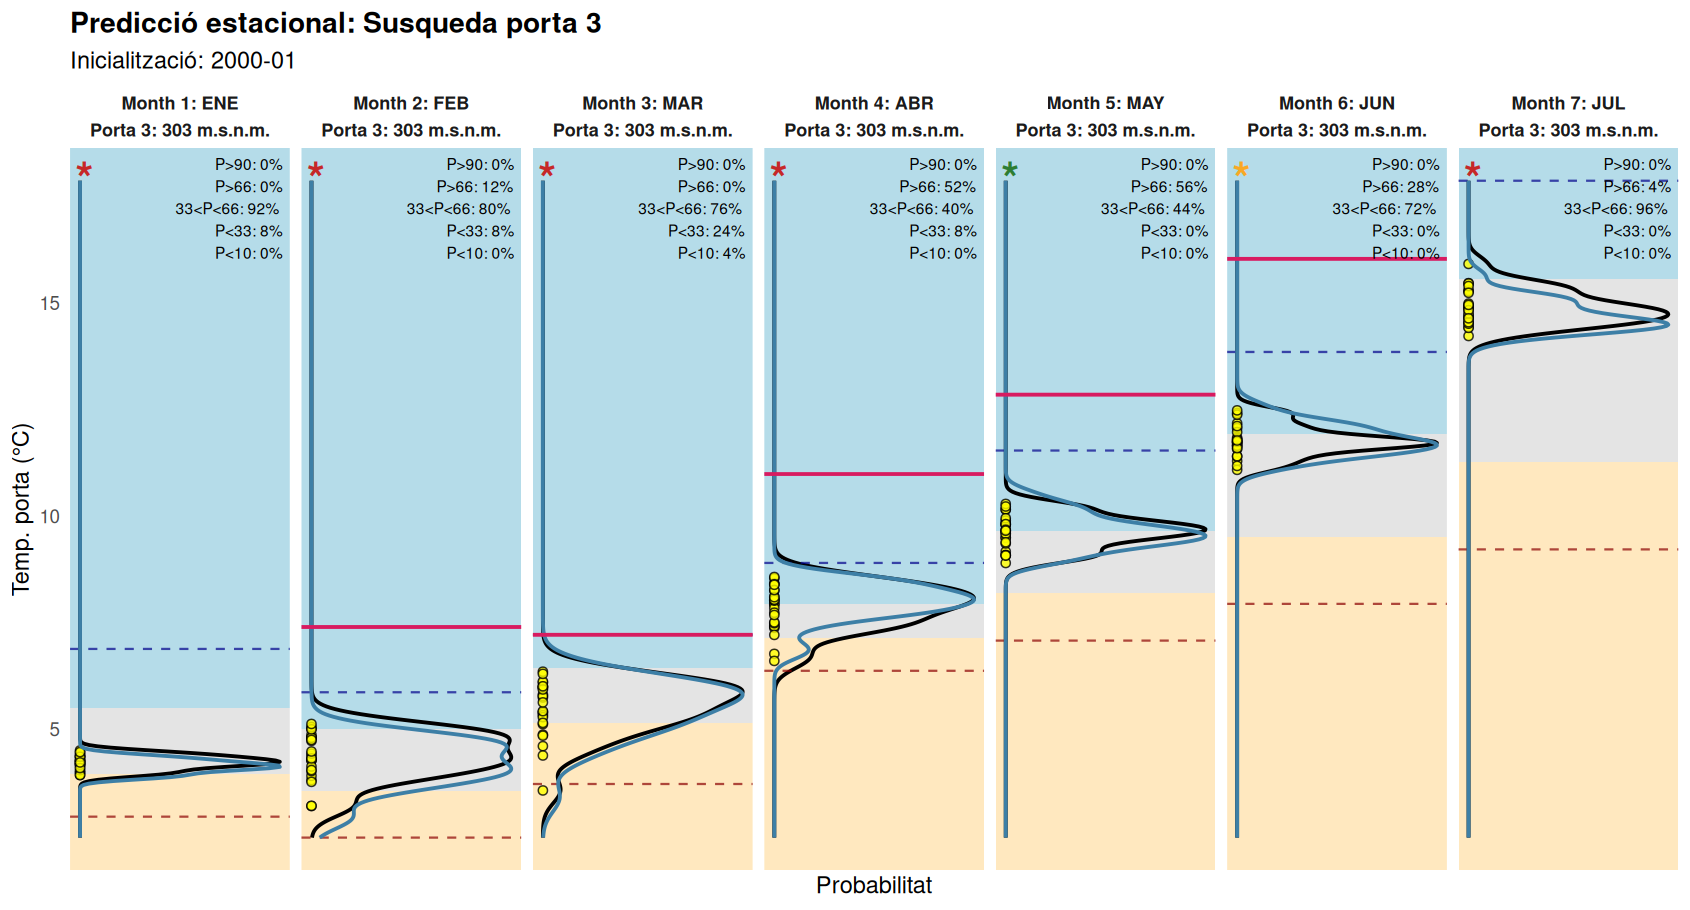 Predicció estacional: Susqueda porta 3
Inicialització: 2000-01
Month 1: ENE
Porta 3: 303 m.s.n.m.
P>90: 0%
P>66: 0%
33<P<66: 92%
P<33: 8%
P<10: 0%
Month 2: FEB
Porta 3: 303 m.s.n.m.
P>90: 0%
P>66: 12%
33<P<66: 80%
P<33: 8%
P<10: 0%
Month 3: MAR
Porta 3: 303 m.s.n.m.
P>90: 0%
P>66: 0%
33<P<66: 76%
P<33: 24%
P<10: 4%
Month 4: ABR
Porta 3: 303 m.s.n.m.
P>90: 0%
P>66: 52%
33<P<66: 40%
P<33: 8%
P<10: 0%
Month 5: MAY
Porta 3: 303 m.s.n.m.
P>90: 0%
P>66: 56%
33<P<66: 44%
P<33: 0%
P<10: 0%
Month 6: JUN
Porta 3: 303 m.s.n.m.
P>90: 0%
P>66: 28%
33<P<66: 72%
P<33: 0%
P<10: 0%
Month 7: JUL
Porta 3: 303 m.s.n.m.
P>90: 0%
P>66: 4%
33<P<66: 96%
P<33: 0%
P<10: 0%
15
10
5
Temp. porta (°C)
Probabilitat